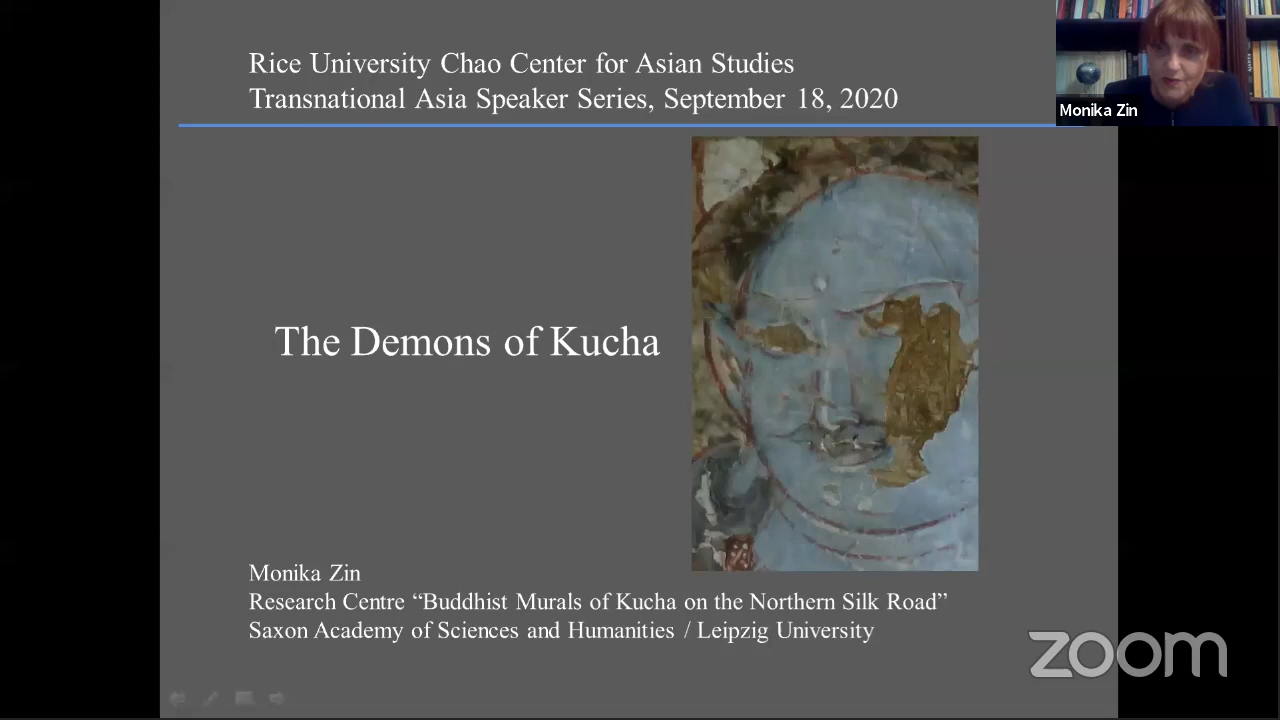 Rice University Chao Center for Asian Studies
Transnational Asia Speaker Series, September 18, 2020
Monika Zin
The Demons of Kucha
Monika Zin
Research Centre “Buddhist Murals of Kucha on the Northern Silk Road”
Saxon Academy of Sciences and Humanities / Leipzig University
zoom